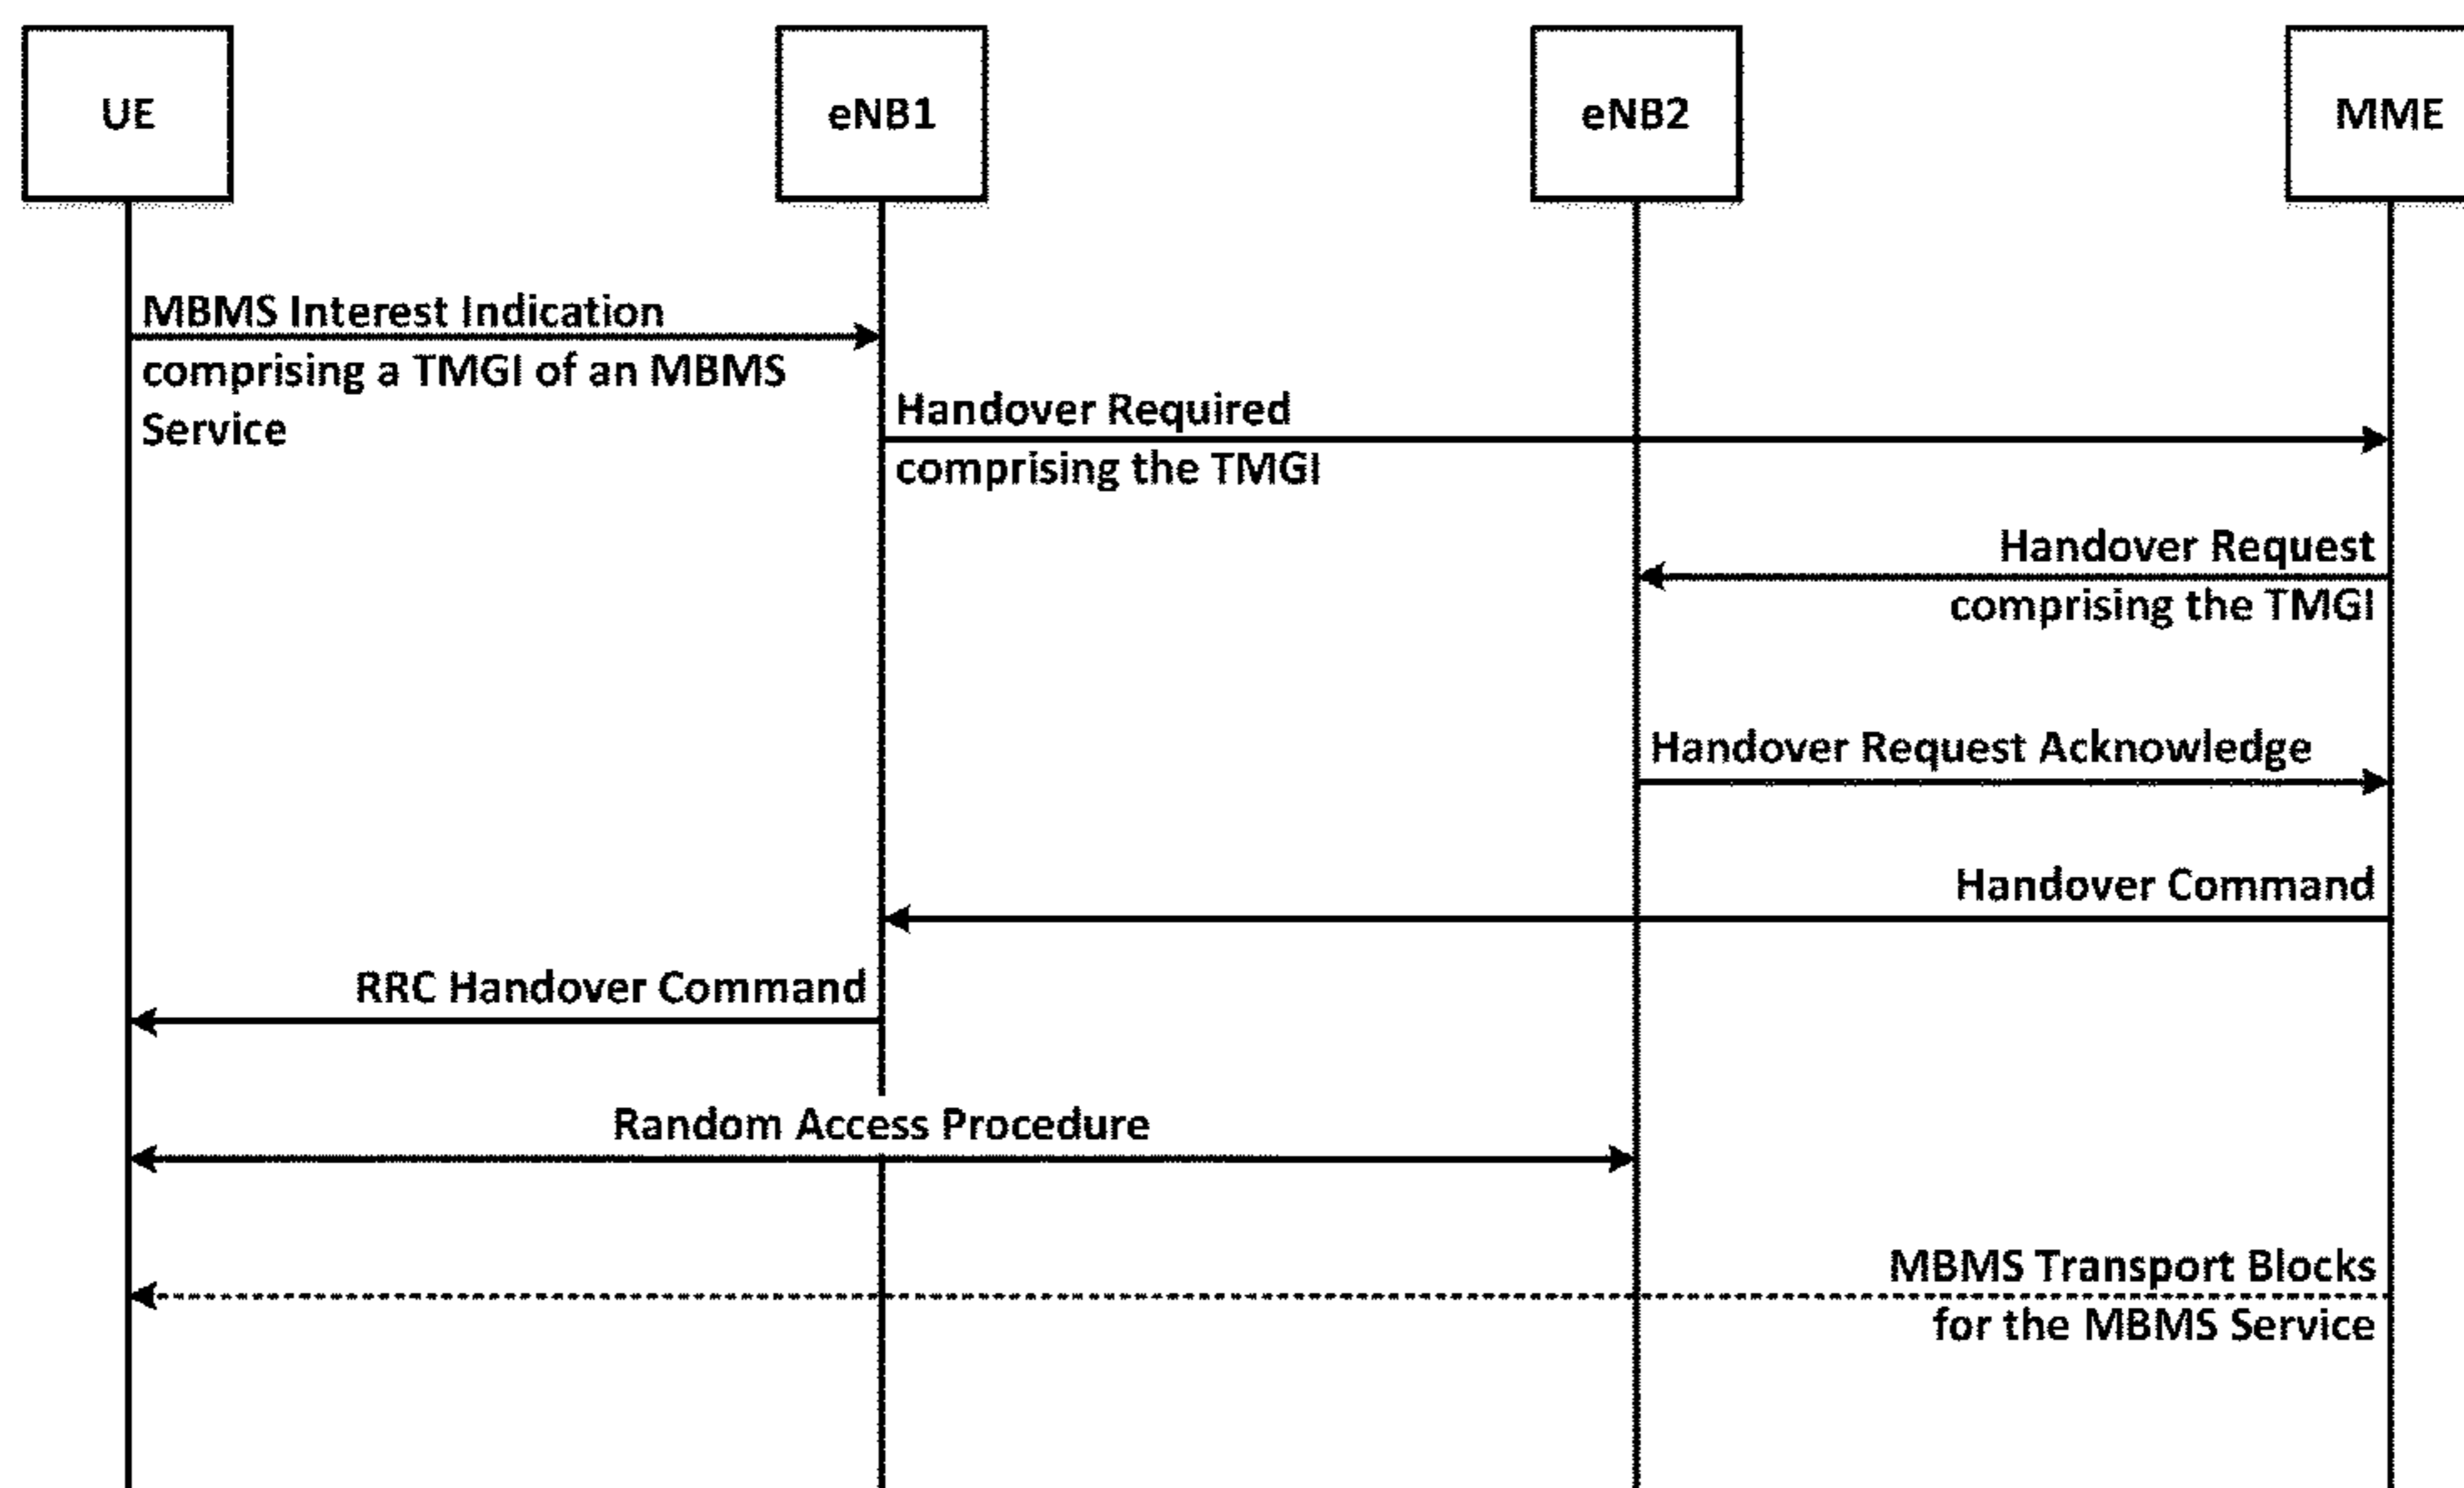 UE
eNB1
eNB2
MME
MBMS Interest Indication
comprising a TMGI of an MBMS
Service
Handover Required
comprising the TMGI
Handover Request
comprising the TMGI
Handover Request Acknowledge
Handover Command
RRC Handover Command
Random Access Procedure
MBMS Transport Blocks
for the MBMS Service